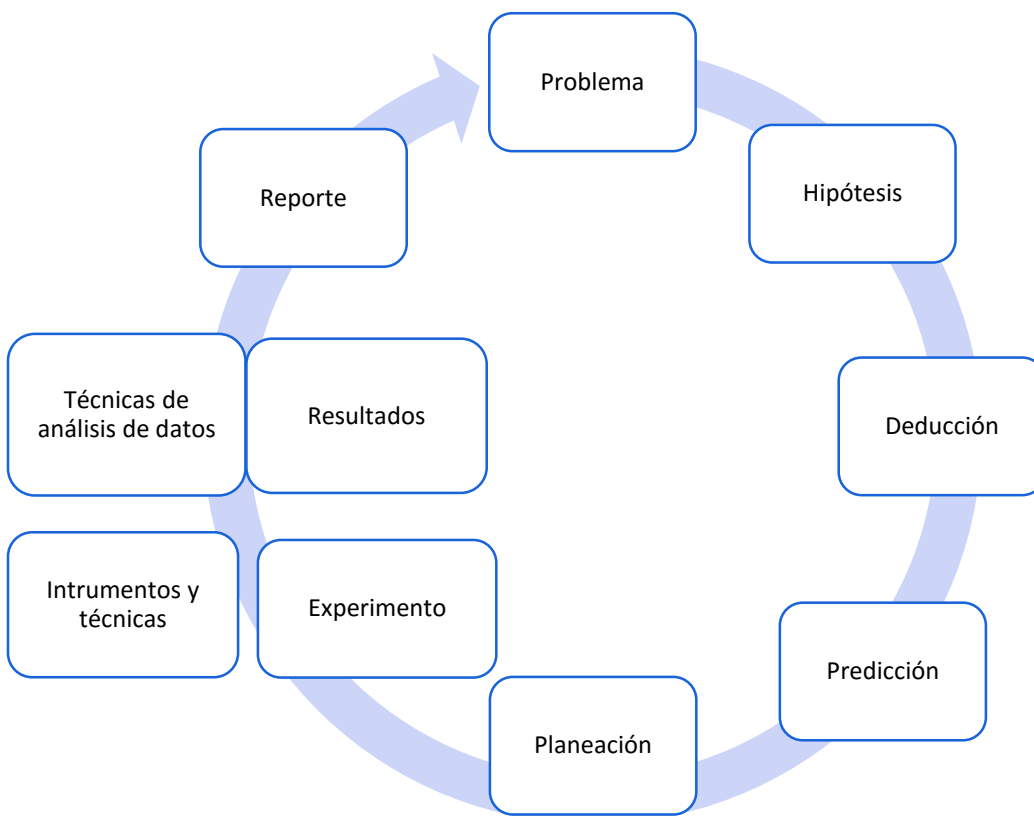 Problema
Hipótesis
Deducción
Predicción
Planeación
Experimento
Intrumentos y
técnicas
Resultados
Técnicas de
análisis de datos
Reporte